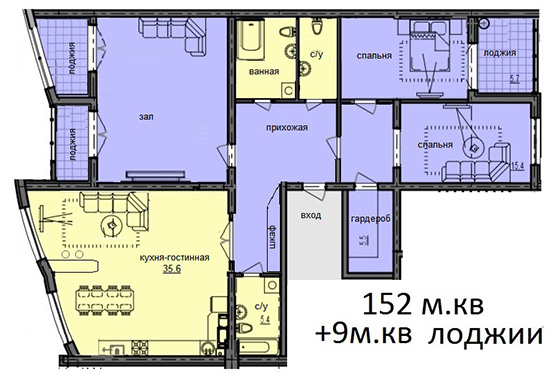 лоджия
зал
ванная
с/у
спальня
лоджия
5.7
лоджия
прихожая
спальня
15.4
кухня-гостинная
35.6
шкаф
вход
гардероб
5.5
с/у
5.4
152 м.кв
+9м.кв лоджии